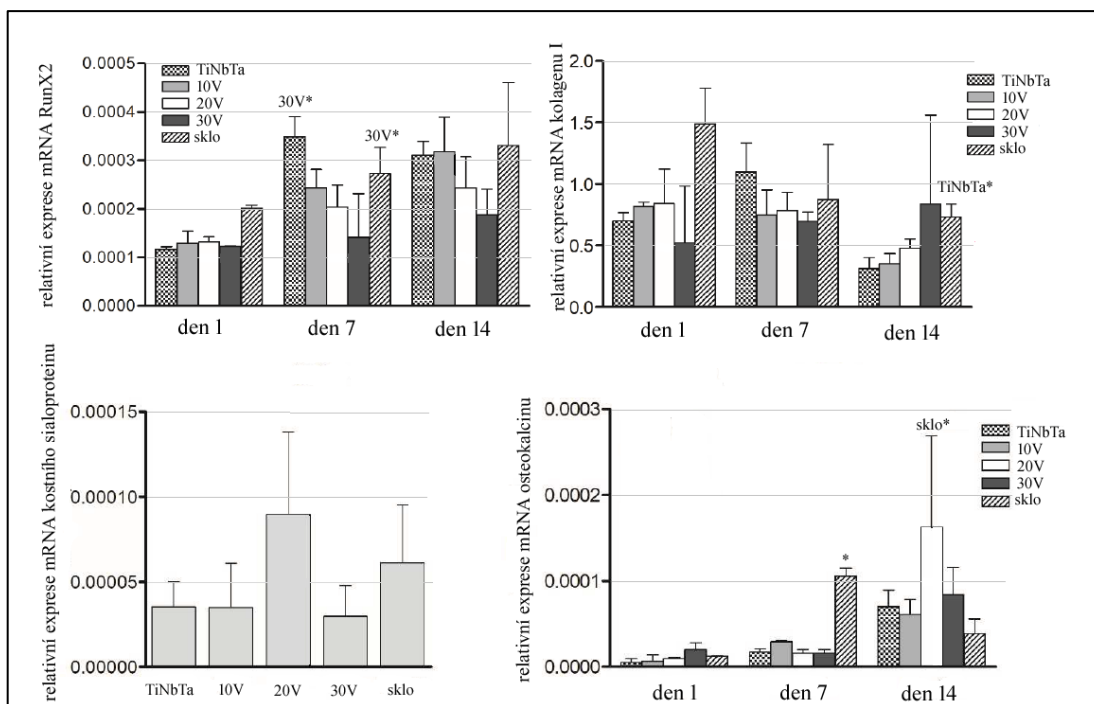 relativní exprese mRNA RunX2
0.0005
0.0004
0.0003
0.0002
0.0001
0.0000
TiNbTa
10V
20V
30V
sklo
30V*
30V*
den 1
den 7
den 14
relativní exprese mRNA kolagenu I
2.0
1.5
1.0
0.5
0.0
TiNbTa
10V
20V
30V
sklo
TiNbTa*
den 1
den 7
den 14
relativní exprese mRNA kostního sialoproteinu
0.00015
0.00010
0.00005
0.00000
TiNbTa
10V
20V
30V
sklo
relativní exprese mRNA osteokalcinu
0.0003
0.0002
0.0001
0.0000
sklo*
*
TiNbTa
10V
20V
30V
sklo
den 1
den 7
den 14